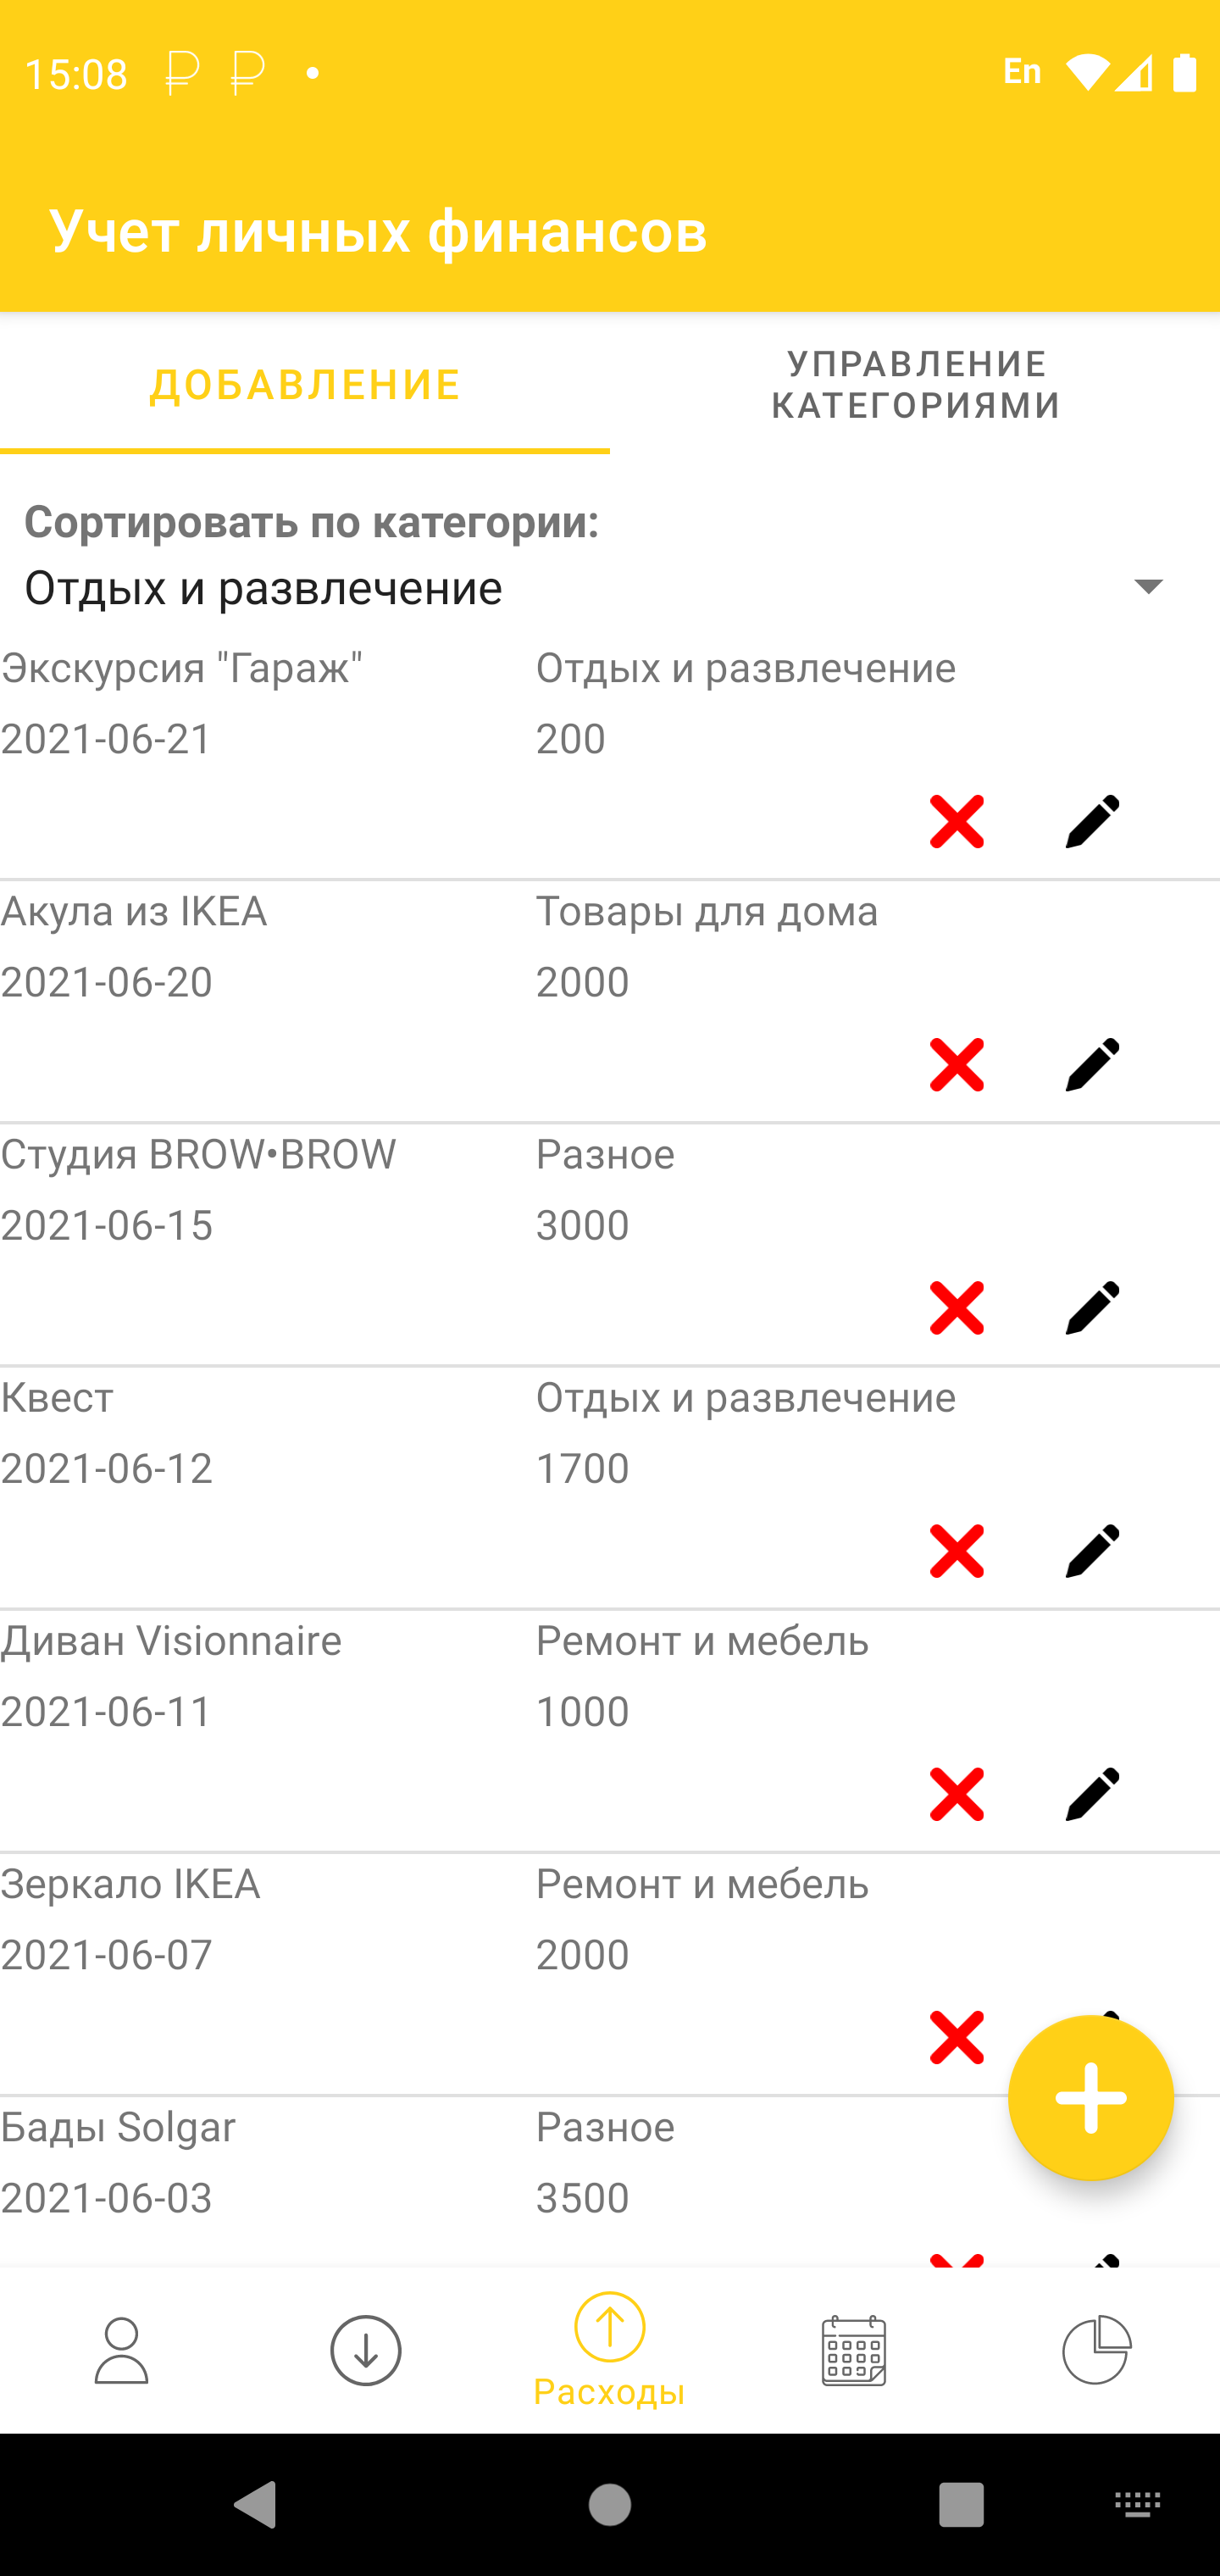 15:08
En
Учет личных финансов
ДОБАВЛЕНИЕ
УПРАВЛЕНИЕ
КАТЕГОРИЯМИ
Сортировать по категории:
Отдых и развлечение
Экскурсия "Гараж" Отдых и развлечение
2021-06-21 200
Акула из IKEA Товары для дома
2021-06-20 2000
Студия BROW•BROW Разное
2021-06-15 3000
Квест Отдых и развлечение
2021-06-12 1700
Диван Visionnaire Ремонт и мебель
2021-06-11 1000
Зеркало IKEA Ремонт и мебель
2021-06-07 2000
Бады Solgar Разное
2021-06-03 3500
Расходы